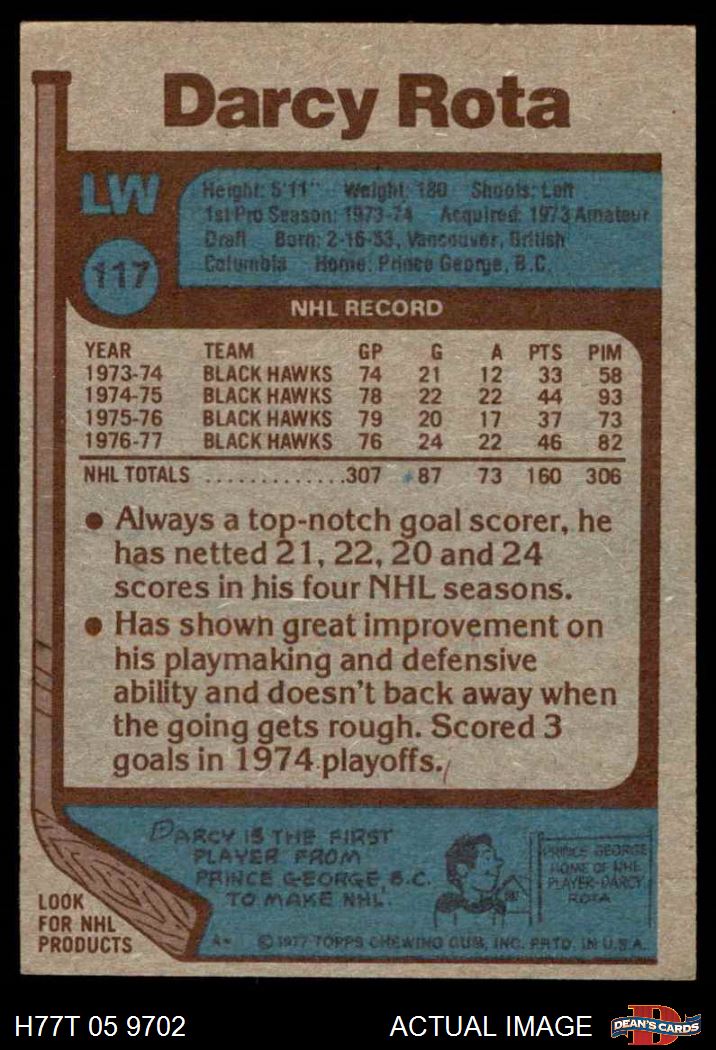 Darcy Rota
LW
117
Height: 5'11" Weight: 180 Shoots: Left
1st Pro Season: 1973-74 Acquired: 1973 Amateur
Draft Born: 2-16-53, Vancouver, British
Columbia Home: Prince George, B.C.
NHL RECORD
YEAR TEAM GP G A PTS PIM
1973-74 BLACK HAWKS 74 21 12 33 58
1974-75 BLACK HAWKS 78 22 22 44 93
1975-76 BLACK HAWKS 79 20 17 37 73
1976-77 BLACK HAWKS 76 24 22 46 82
NHL TOTALS .............307 87 73 160 306
● Always a top-notch goal scorer, he
has netted 21, 22, 20 and 24
scores in his four NHL seasons.
● Has shown great improvement on
his playmaking and defensive
ability and doesn't back away when
the going gets rough. Scored 3
goals in 1974 playoffs.
DARCY IS THE FIRST
PLAYER FROM
PRINCE GEORGE, B.C.
TO MAKE NHL.
PRINCE GEORGE
HOME OF NHL
PLAYER-DARCY
ROTA
LOOK
FOR NHL
PRODUCTS
A* © 1977 TOPPS CHEWING GUM, INC. PRTD. IN U.S.A.
H77T 05 9702 ACTUAL IMAGE
D
DEAN'S CARDS